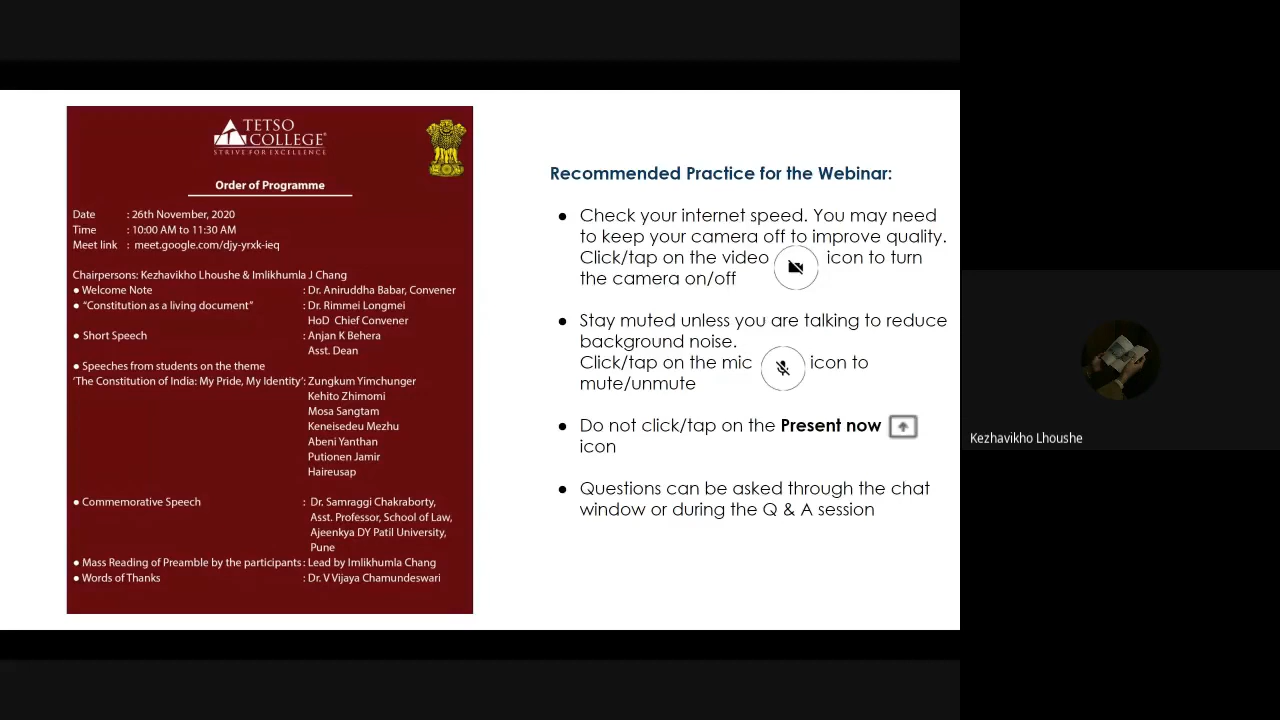 TETSO
COLLEGE®
STRIVE FOR EXCELLENCE
Order of Programme
Date : 26th November, 2020
Time : 10:00 AM to 11:30 AM
Meet link : meet.google.com/djy-yrxk-ieq
Chairpersons: Kezhavikho Lhoushe & Imlikhumla J Chang
● Welcome Note : Dr. Aniruddha Babar, Convener
● “Constitution as a living document” : Dr. Rimmei Longmei
HoD Chief Convener
● Short Speech : Anjan K Behera
Asst. Dean
● Speeches from students on the theme
‘The Constitution of India: My Pride, My Identity’: Zungkum Yimchunger
Kehito Zhimomi
Mosa Sangtam
Keneisedeu Mezhu
Abeni Yanthan
Putionen Jamir
Haireusap
● Commemorative Speech : Dr. Samraggi Chakraborty,
Asst. Professor, School of Law,
Ajeenkya DY Patil University,
Pune
● Mass Reading of Preamble by the participants : Lead by Imlikhumla Chang
● Words of Thanks : Dr. V Vijaya Chamundeswari
Recommended Practice for the Webinar:
● Check your internet speed. You may need
to keep your camera off to improve quality.
Click/tap on the video icon to turn
the camera on/off
● Stay muted unless you are talking to reduce
background noise.
Click/tap on the mic icon to
mute/unmute
● Do not click/tap on the Present now
icon
● Questions can be asked through the chat
window or during the Q & A session
Kezhavikho Lhoushe